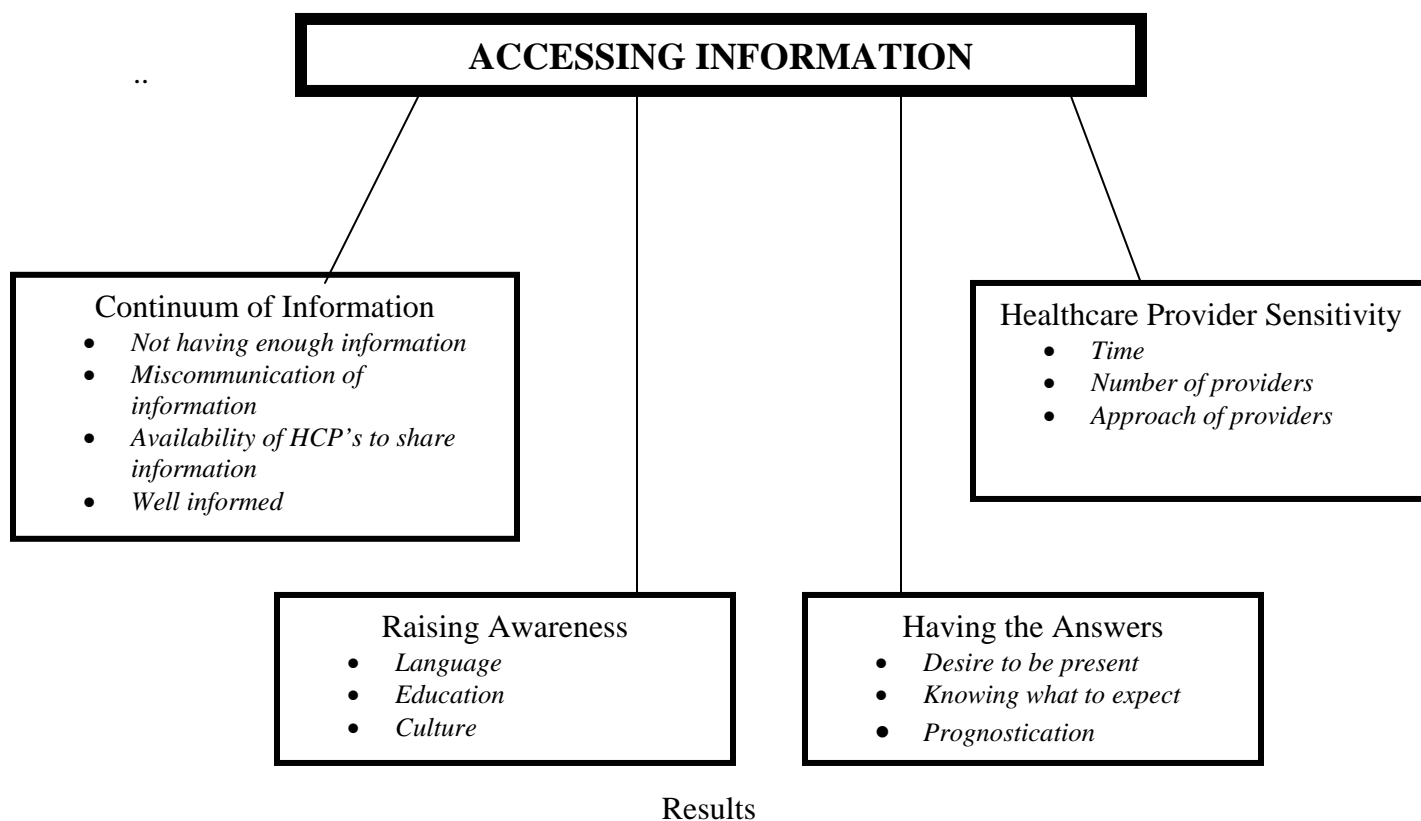 ACCESSING INFORMATION
..
Continuum of Information
• Not having enough information
• Miscommunication of
information
• Availability of HCP's to share
information
• Well informed
Healthcare Provider Sensitivity
• Time
• Number of providers
• Approach of providers
Raising Awareness
• Language
• Education
• Culture
Having the Answers
• Desire to be present
• Knowing what to expect
• Prognostication
Results